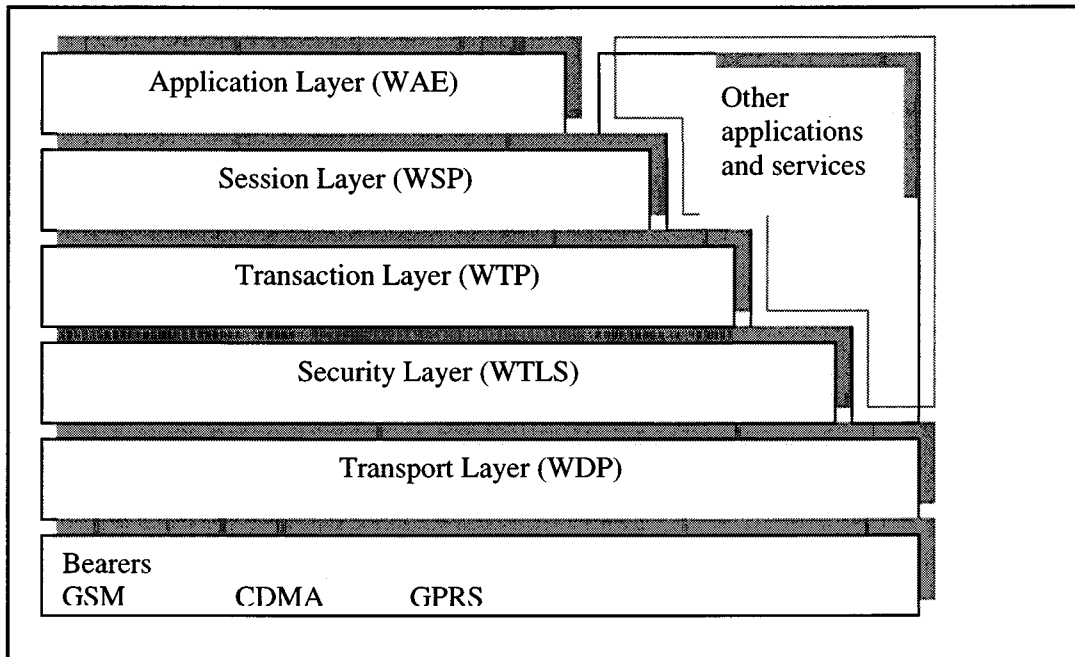 Application Layer (WAE)
Other
applications
and services
Session Layer (WSP)
Transaction Layer (WTP)
Security Layer (WTLS)
Transport Layer (WDP)
Bearers
GSM CDMA GPRS